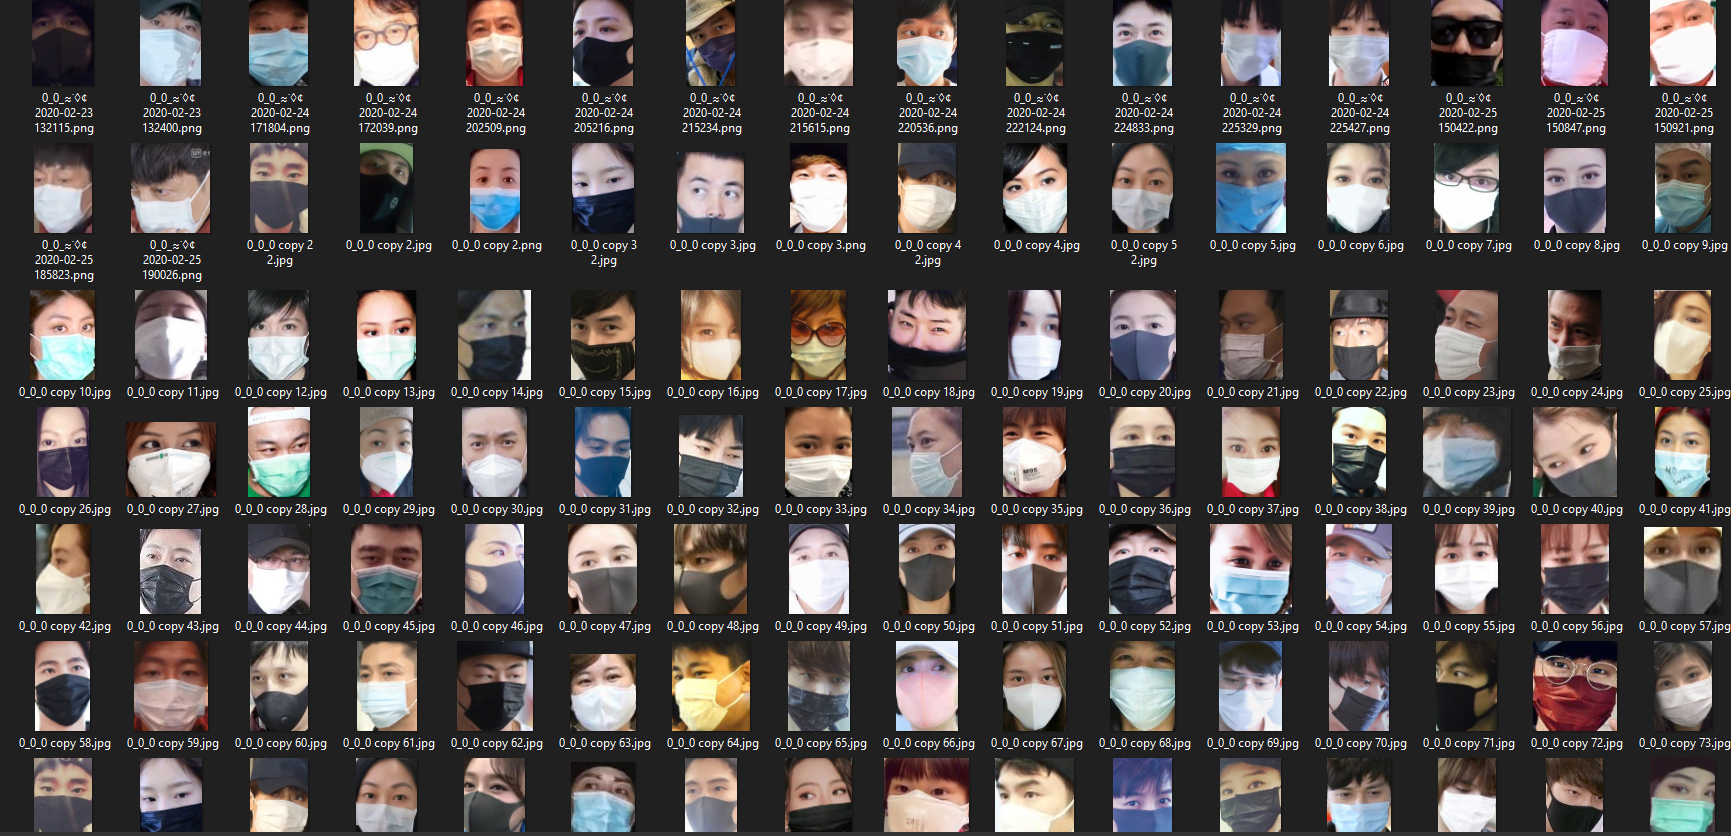 0_0_≈¨◊¢
2020-02-23
132115.png
0_0_≈¨◊¢
2020-02-23
132400.png
0_0_≈¨◊¢
2020-02-24
171804.png
0_0_≈¨◊¢
2020-02-24
172039.png
0_0_≈¨◊¢
2020-02-24
202509.png
0_0_≈¨◊¢
2020-02-24
205216.png
0_0_≈¨◊¢
2020-02-24
215234.png
0_0_≈¨◊¢
2020-02-24
215615.png
0_0_≈¨◊¢
2020-02-24
220536.png
0_0_≈¨◊¢
2020-02-24
222124.png
0_0_≈¨◊¢
2020-02-24
224833.png
0_0_≈¨◊¢
2020-02-24
225329.png
0_0_≈¨◊¢
2020-02-24
225427.png
0_0_≈¨◊¢
2020-02-25
150422.png
0_0_≈¨◊¢
2020-02-25
150847.png
0_0_≈¨◊¢
2020-02-25
150921.png
0_0_≈¨◊¢
2020-02-25
185823.png
0_0_≈¨◊¢
2020-02-25
190026.png
0_0_0 copy 2
2.jpg
0_0_0 copy 2.jpg
0_0_0 copy 2.png
0_0_0 copy 3
2.jpg
0_0_0 copy 3.jpg
0_0_0 copy 3.png
0_0_0 copy 4
2.jpg
0_0_0 copy 4.jpg
0_0_0 copy 5
2.jpg
0_0_0 copy 5.jpg
0_0_0 copy 6.jpg
0_0_0 copy 7.jpg
0_0_0 copy 8.jpg
0_0_0 copy 9.jpg
0_0_0 copy 10.jpg
0_0_0 copy 11.jpg
0_0_0 copy 12.jpg
0_0_0 copy 13.jpg
0_0_0 copy 14.jpg
0_0_0 copy 15.jpg
0_0_0 copy 16.jpg
0_0_0 copy 17.jpg
0_0_0 copy 18.jpg
0_0_0 copy 19.jpg
0_0_0 copy 20.jpg
0_0_0 copy 21.jpg
0_0_0 copy 22.jpg
0_0_0 copy 23.jpg
0_0_0 copy 24.jpg
0_0_0 copy 25.jpg
0_0_0 copy 26.jpg
0_0_0 copy 27.jpg
0_0_0 copy 28.jpg
0_0_0 copy 29.jpg
0_0_0 copy 30.jpg
0_0_0 copy 31.jpg
0_0_0 copy 32.jpg
0_0_0 copy 33.jpg
0_0_0 copy 34.jpg
0_0_0 copy 35.jpg
0_0_0 copy 36.jpg
0_0_0 copy 37.jpg
0_0_0 copy 38.jpg
0_0_0 copy 39.jpg
0_0_0 copy 40.jpg
0_0_0 copy 41.jpg
0_0_0 copy 42.jpg
0_0_0 copy 43.jpg
0_0_0 copy 44.jpg
0_0_0 copy 45.jpg
0_0_0 copy 46.jpg
0_0_0 copy 47.jpg
0_0_0 copy 48.jpg
0_0_0 copy 49.jpg
0_0_0 copy 50.jpg
0_0_0 copy 51.jpg
0_0_0 copy 52.jpg
0_0_0 copy 53.jpg
0_0_0 copy 54.jpg
0_0_0 copy 55.jpg
0_0_0 copy 56.jpg
0_0_0 copy 57.jpg
0_0_0 copy 58.jpg
0_0_0 copy 59.jpg
0_0_0 copy 60.jpg
0_0_0 copy 61.jpg
0_0_0 copy 62.jpg
0_0_0 copy 63.jpg
0_0_0 copy 64.jpg
0_0_0 copy 65.jpg
0_0_0 copy 66.jpg
0_0_0 copy 67.jpg
0_0_0 copy 68.jpg
0_0_0 copy 69.jpg
0_0_0 copy 70.jpg
0_0_0 copy 71.jpg
0_0_0 copy 72.jpg
0_0_0 copy 73.jpg